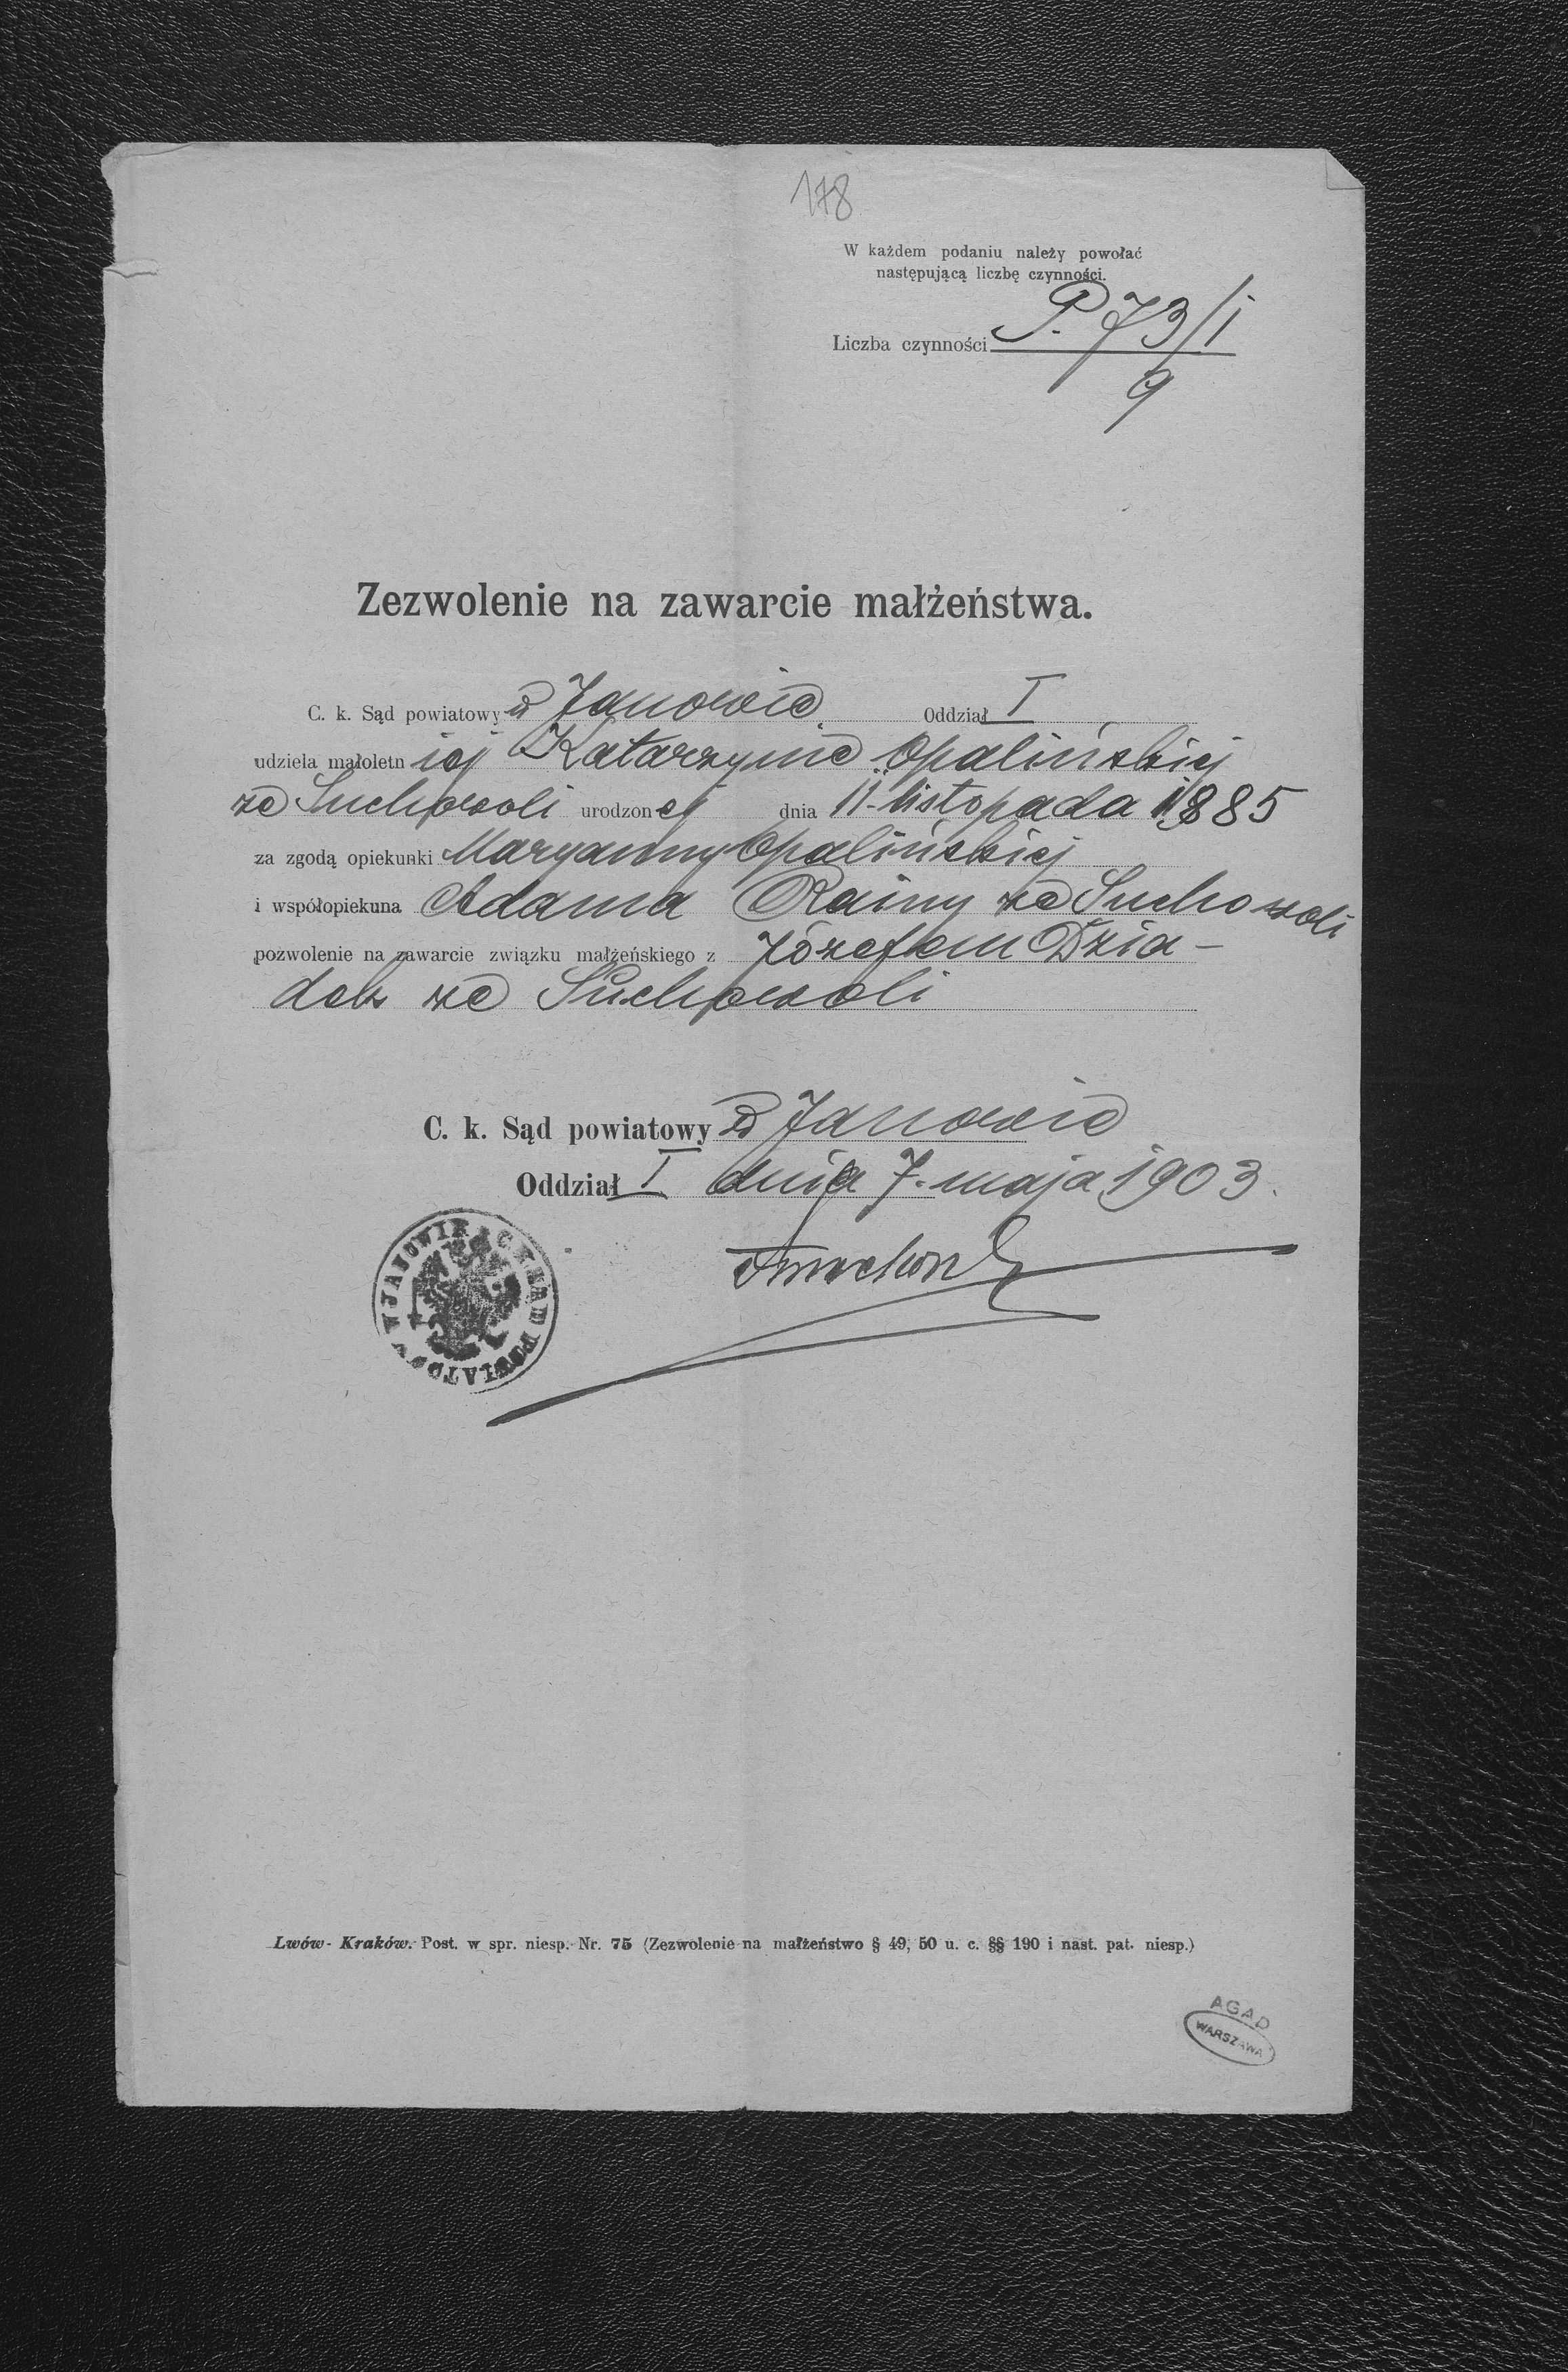 178
W każdem podaniu należy powołać
następującą liczbę czynności.
Liczba czynności P. 73/1
9
Zezwolenie na zawarcie małżeństwa.
C. k. Sąd powiatowy w Janowie Oddział I
udziela małoletniej Katarzynie Opalińskiej
ze Suchowoli urodzonej dnia 11. listopada 1885
za zgodą opiekunki Maryanny Opalińskiej
i współopiekuna Adama Rainy ze Suchowoli
pozwolenie na zawarcie związku małżeńskiego z Józefem Dzia-
dek ze Suchowoli
C. k. Sąd powiatowy w Janowie
Oddział I dnia 7. maja 1903.
C. K. SĄD POWIATOWY W JANOWIE
Lwów- Kraków. Post. w spr. niesp. Nr. 75 (Zezwolenie na małżeństwo § 49, 50 u. c. §§ 190 i nast. pat. niesp.)
AGAD
WARSZAWA